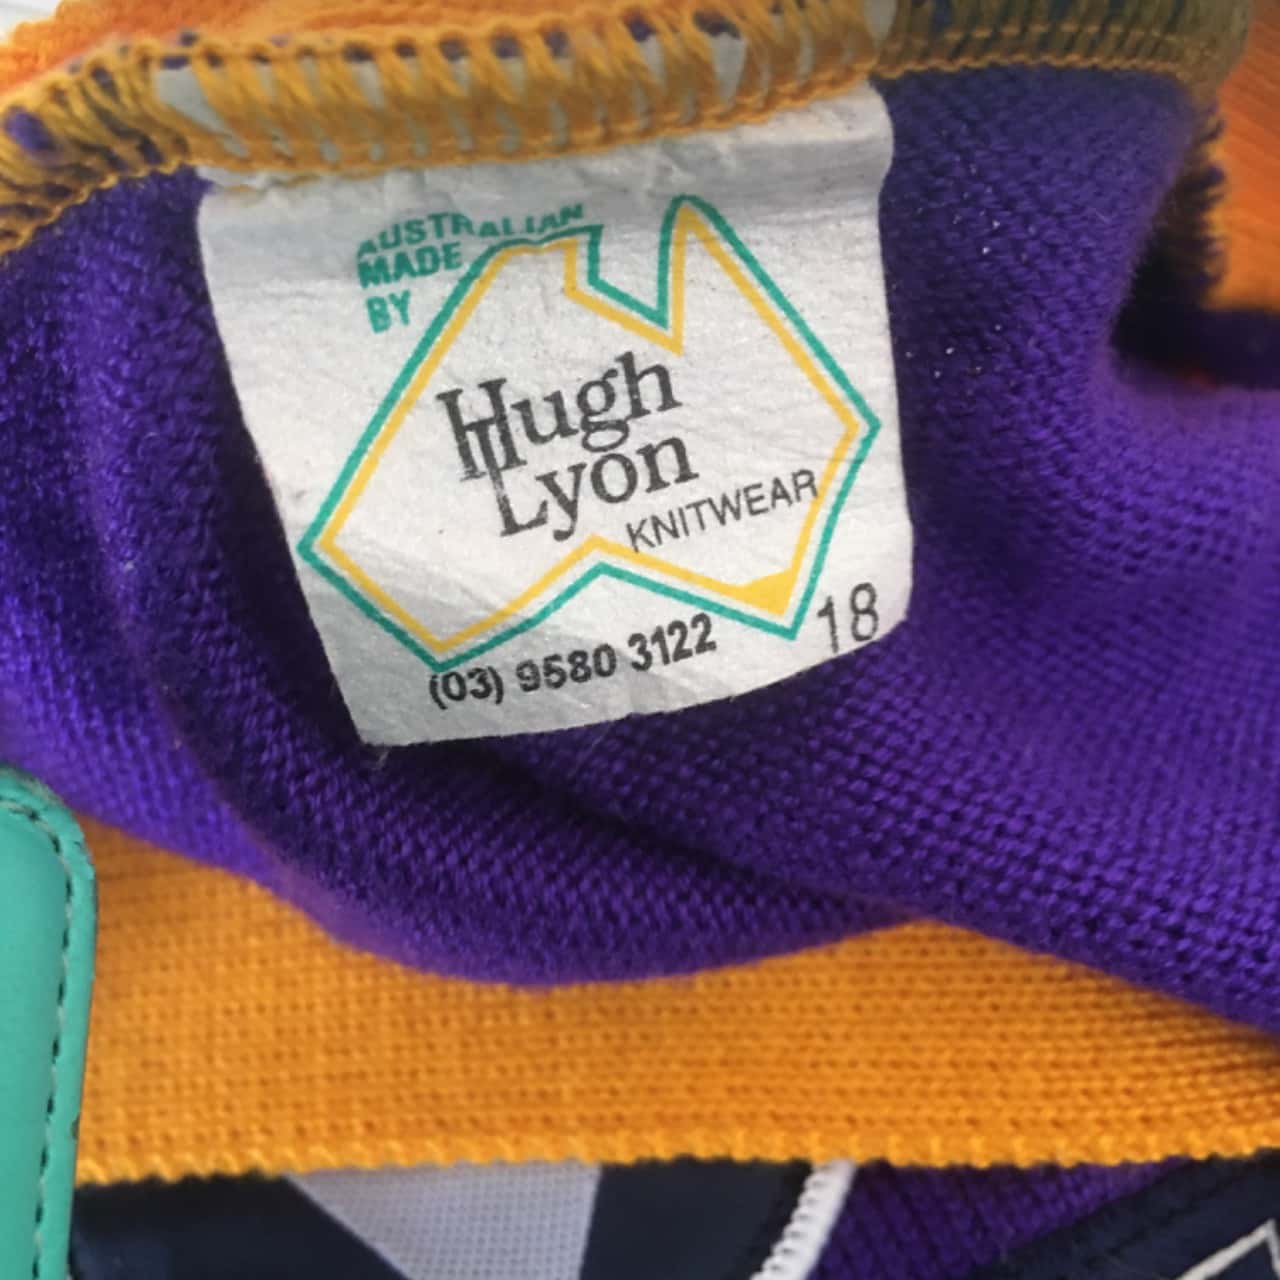 AUSTRALIAN
MADE
BY
Hugh
Lyon
KNITWEAR
(03) 9580 3122
18